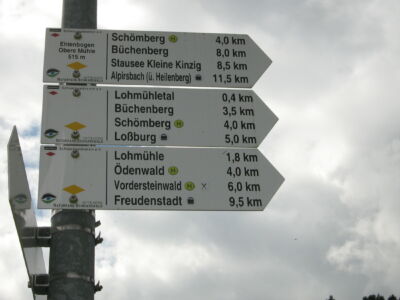 Elmenbogen
Obere Mühle
615 m
Schömberg H 4,0 km
Büchenberg 8,0 km
Stausee Kleine Kinzig 8,5 km
Alpirsbach (ü. Heilenberg) 11,5 km
Lohmühletal 0,4 km
Büchenberg 3,5 km
Schömberg H 4,0 km
Loßburg 5,0 km
Lohmühle 1,8 km
Ödenwald H 4,0 km
Vordersteinwald H 6,0 km
Freudenstadt 9,5 km